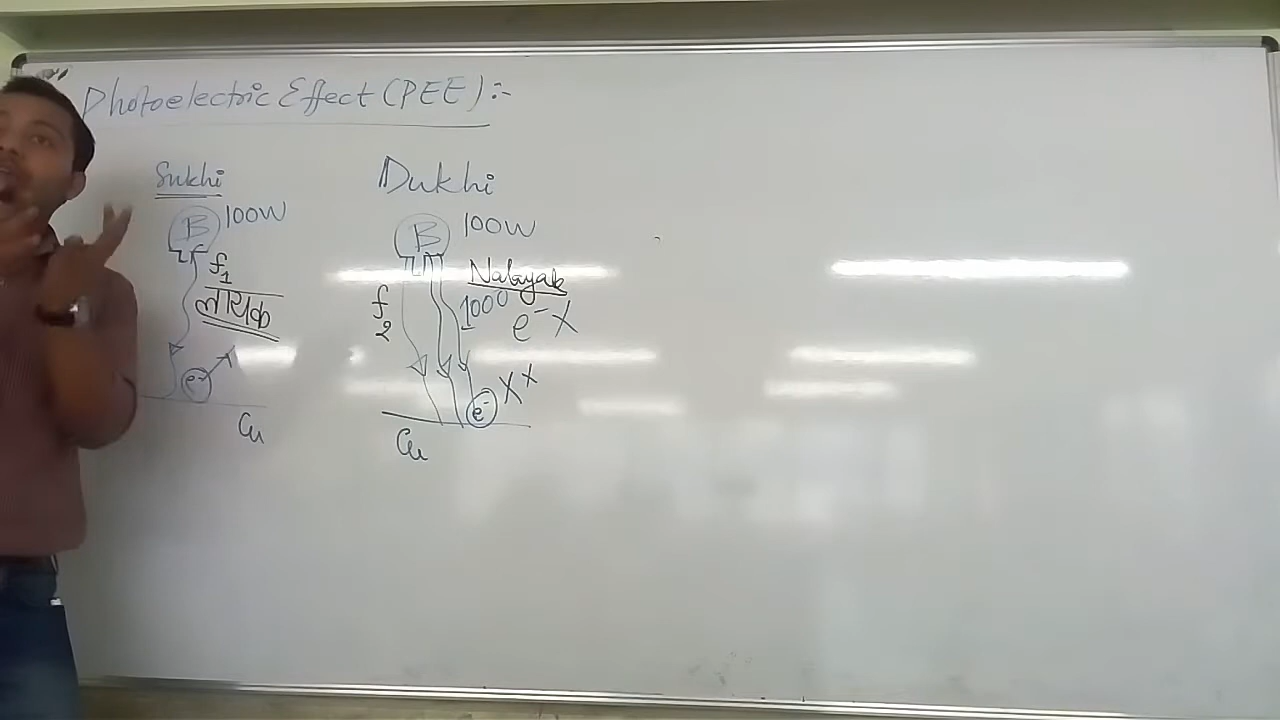 Photoelectric Effect (PEE) :-
Sukhi
B 100W
f1
लायक
e-
Cu
Dukhi
B 100W
Nalayak
f2
1000
e- X
e- X X
Cu